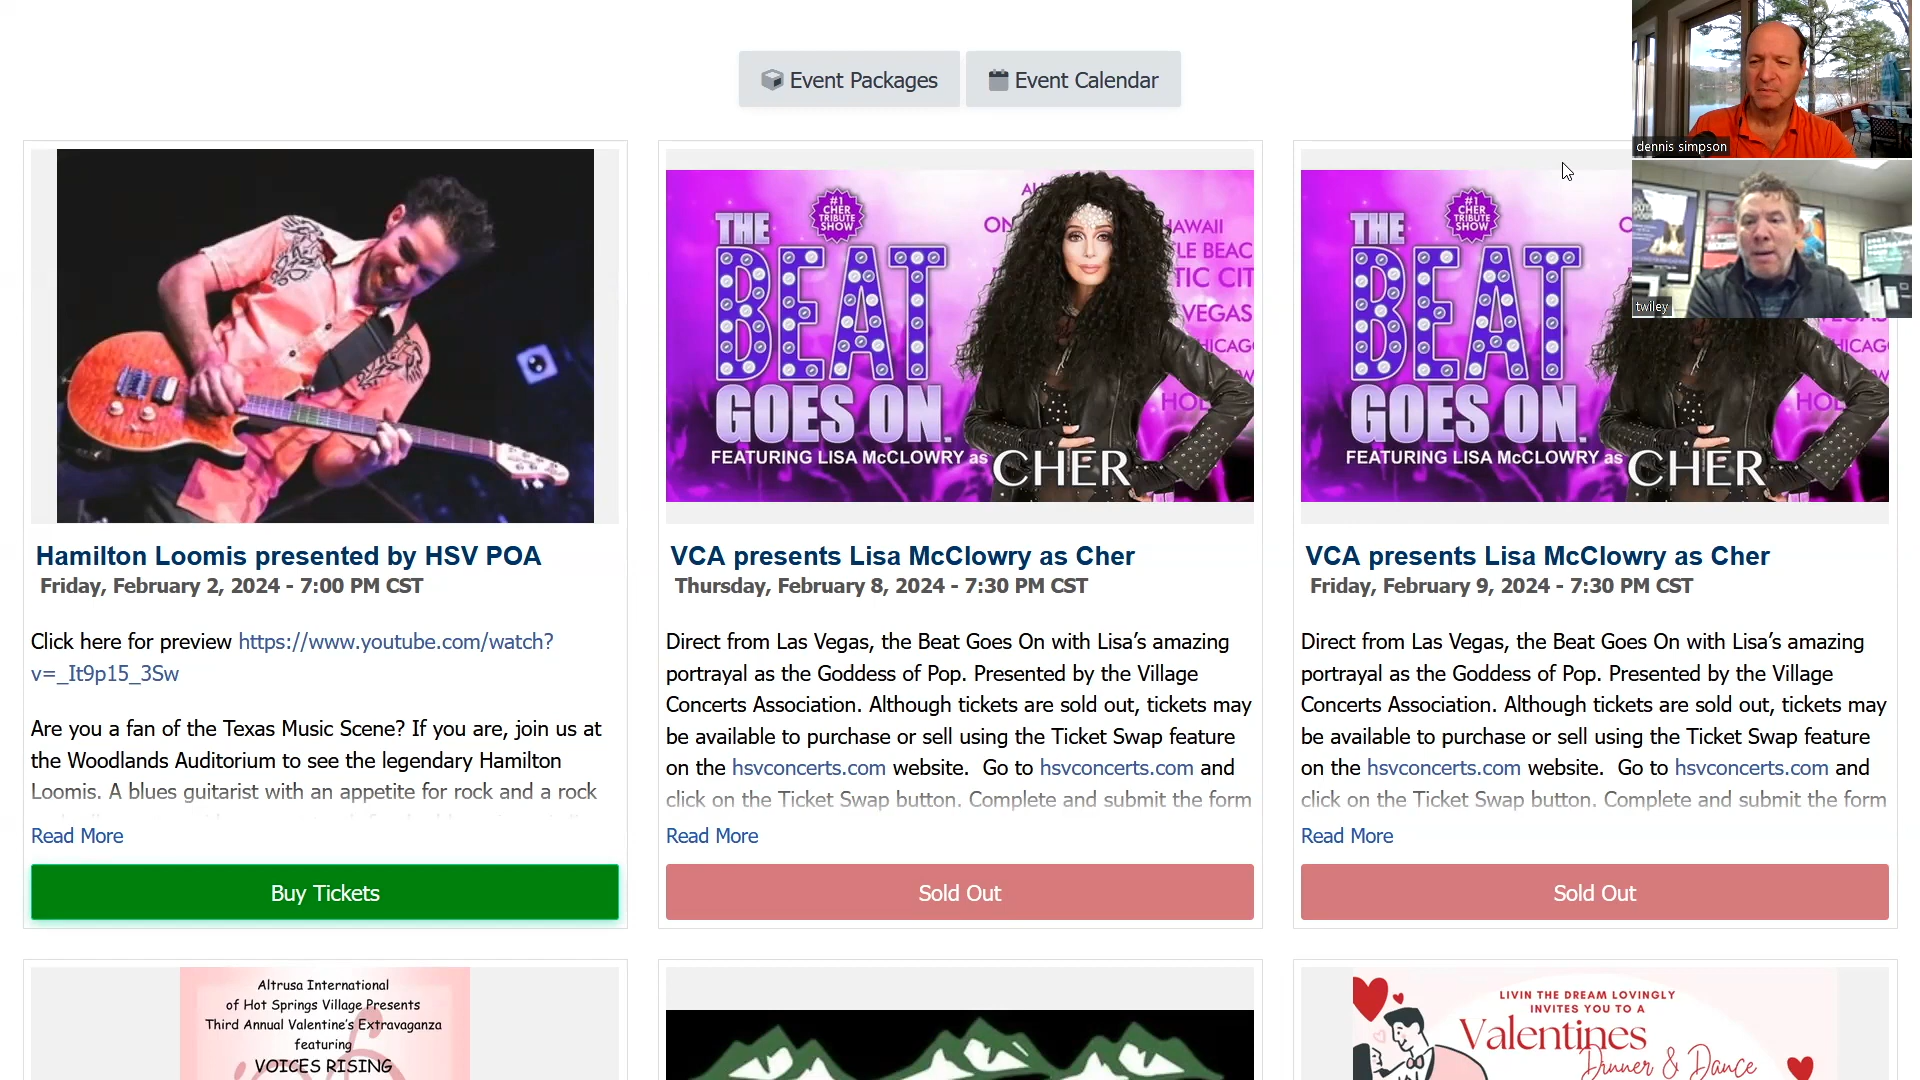 Event Packages
Event Calendar
dennis simpson
twiley
#1
CHER
TRIBUTE
SHOW
THE
BEAT
GOES ON.
FEATURING LISA McCLOWRY as
CHER
ON
HAWAII
VEGAS
#1
CHER
TRIBUTE
SHOW
THE
BEAT
GOES ON.
FEATURING LISA McCLOWRY as
CHER
Hamilton Loomis presented by HSV POA
Friday, February 2, 2024 - 7:00 PM CST
Click here for preview https://www.youtube.com/watch?
v=_It9p15_3Sw
Are you a fan of the Texas Music Scene? If you are, join us at
the Woodlands Auditorium to see the legendary Hamilton
Loomis. A blues guitarist with an appetite for rock and a rock
Read More
Buy Tickets
VCA presents Lisa McClowry as Cher
Thursday, February 8, 2024 - 7:30 PM CST
Direct from Las Vegas, the Beat Goes On with Lisa’s amazing
portrayal as the Goddess of Pop. Presented by the Village
Concerts Association. Although tickets are sold out, tickets may
be available to purchase or sell using the Ticket Swap feature
on the hsvconcerts.com website.  Go to hsvconcerts.com and
click on the Ticket Swap button. Complete and submit the form
Read More
Sold Out
VCA presents Lisa McClowry as Cher
Friday, February 9, 2024 - 7:30 PM CST
Direct from Las Vegas, the Beat Goes On with Lisa’s amazing
portrayal as the Goddess of Pop. Presented by the Village
Concerts Association. Although tickets are sold out, tickets may
be available to purchase or sell using the Ticket Swap feature
on the hsvconcerts.com website.  Go to hsvconcerts.com and
click on the Ticket Swap button. Complete and submit the form
Read More
Sold Out
Altrusa International
of Hot Springs Village Presents
Third Annual Valentine's Extravaganza
featuring
VOICES RISING
LIVIN THE DREAM LOVINGLY
INVITES YOU TO A
Valentines
Dinner & Dance